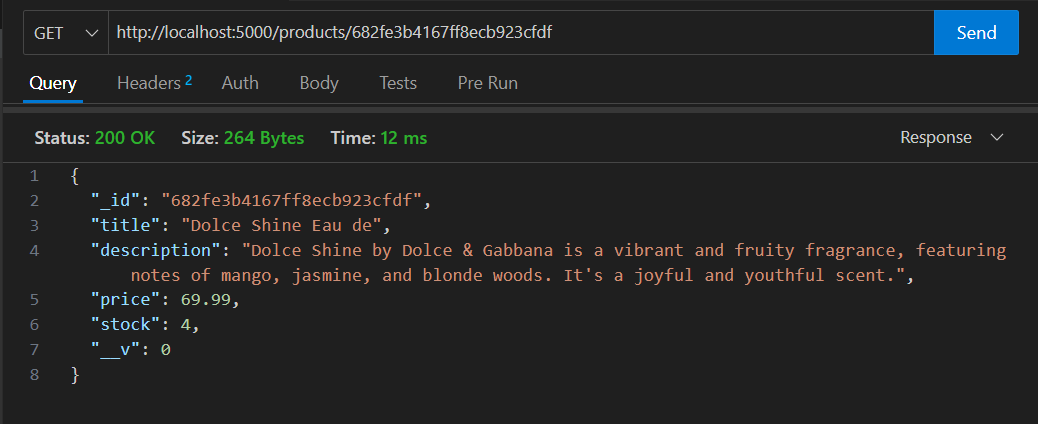 GET http://localhost:5000/products/682fe3b4167ff8ecb923cfdf Send
Query Headers 2 Auth Body Tests Pre Run
Status: 200 OK Size: 264 Bytes Time: 12 ms Response
1 {
2 "_id": "682fe3b4167ff8ecb923cfdf",
3 "title": "Dolce Shine Eau de",
4 "description": "Dolce Shine by Dolce & Gabbana is a vibrant and fruity fragrance, featuring
notes of mango, jasmine, and blonde woods. It's a joyful and youthful scent.",
5 "price": 69.99,
6 "stock": 4,
7 "__v": 0
8 }